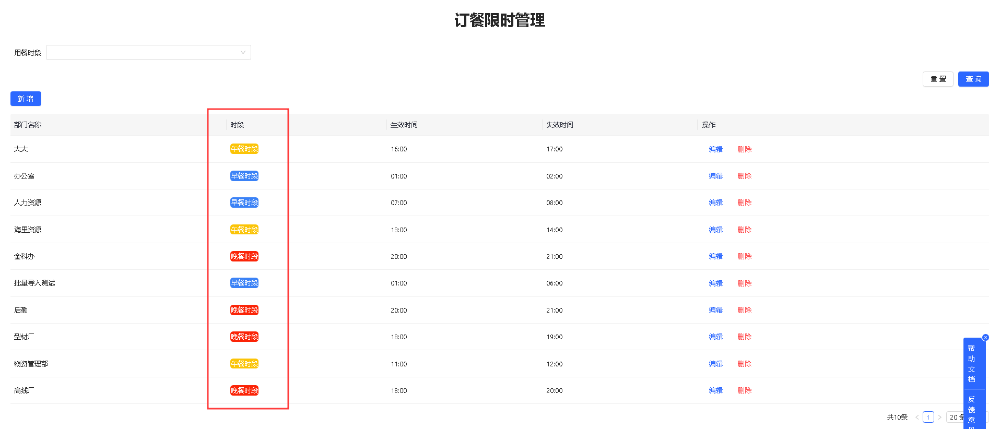 订餐限时管理
用餐时段
重 置 查 询
新 增
部门名称 时段 生效时间 失效时间 操作
大大 午餐时段 16:00 17:00 编辑 删除
办公室 早餐时段 01:00 02:00 编辑 删除
人力资源 早餐时段 07:00 08:00 编辑 删除
海里资源 午餐时段 13:00 14:00 编辑 删除
金科办 晚餐时段 20:00 21:00 编辑 删除
批量导入测试 早餐时段 01:00 06:00 编辑 删除
后勤 晚餐时段 20:00 21:00 编辑 删除
型材厂 晚餐时段 18:00 19:00 编辑 删除
物资管理部 午餐时段 11:00 12:00 编辑 删除
高线厂 晚餐时段 18:00 20:00 编辑 删除
共10条 < 1 > 20 条
帮助文档
反馈意